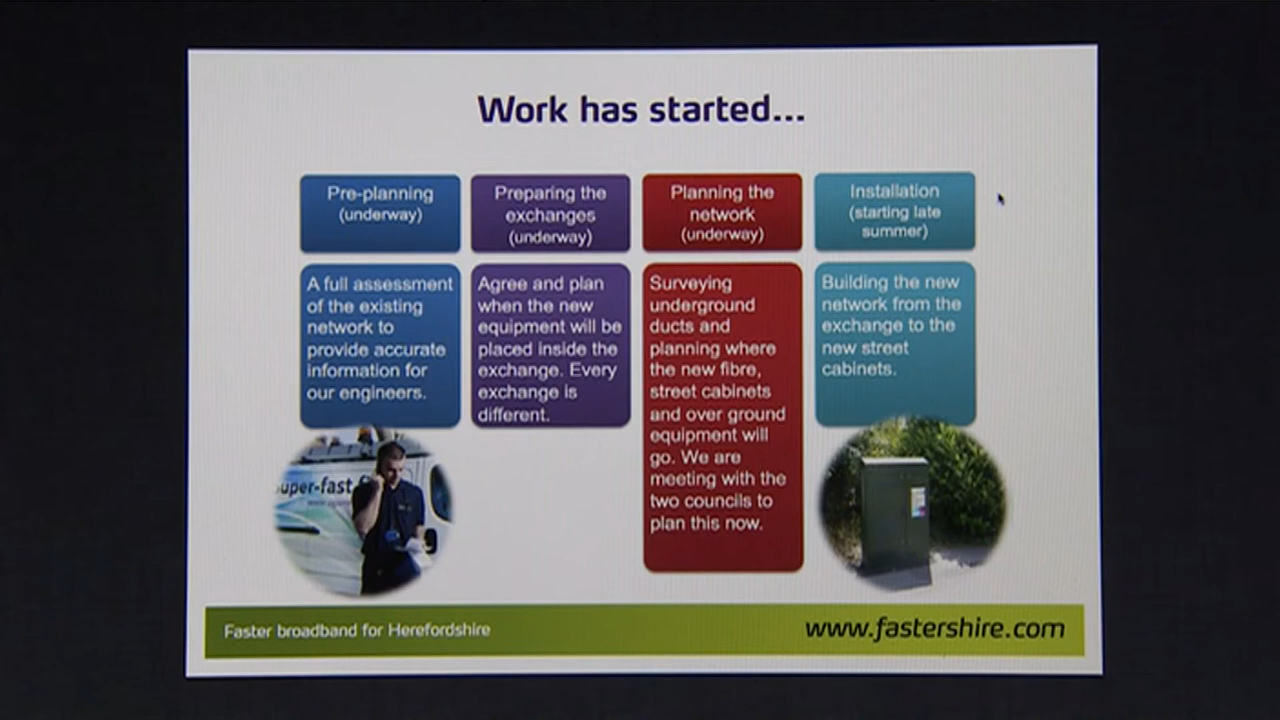 Work has started...
Pre-planning
(underway)
A full assessment
of the existing
network to
provide accurate
information for
our engineers.
Preparing the
exchanges
(underway)
Agree and plan
when the new
equipment will be
placed inside the
exchange. Every
exchange is
different.
Planning the
network
(underway)
Surveying
underground
ducts and
planning where
the new fibre,
street cabinets
and over ground
equipment will
go. We are
meeting with the
two councils to
plan this now.
Installation
(starting late
summer)
Building the new
network from the
exchange to the
new street
cabinets.
uper-fast
Faster broadband for Herefordshire
www.fastershire.com